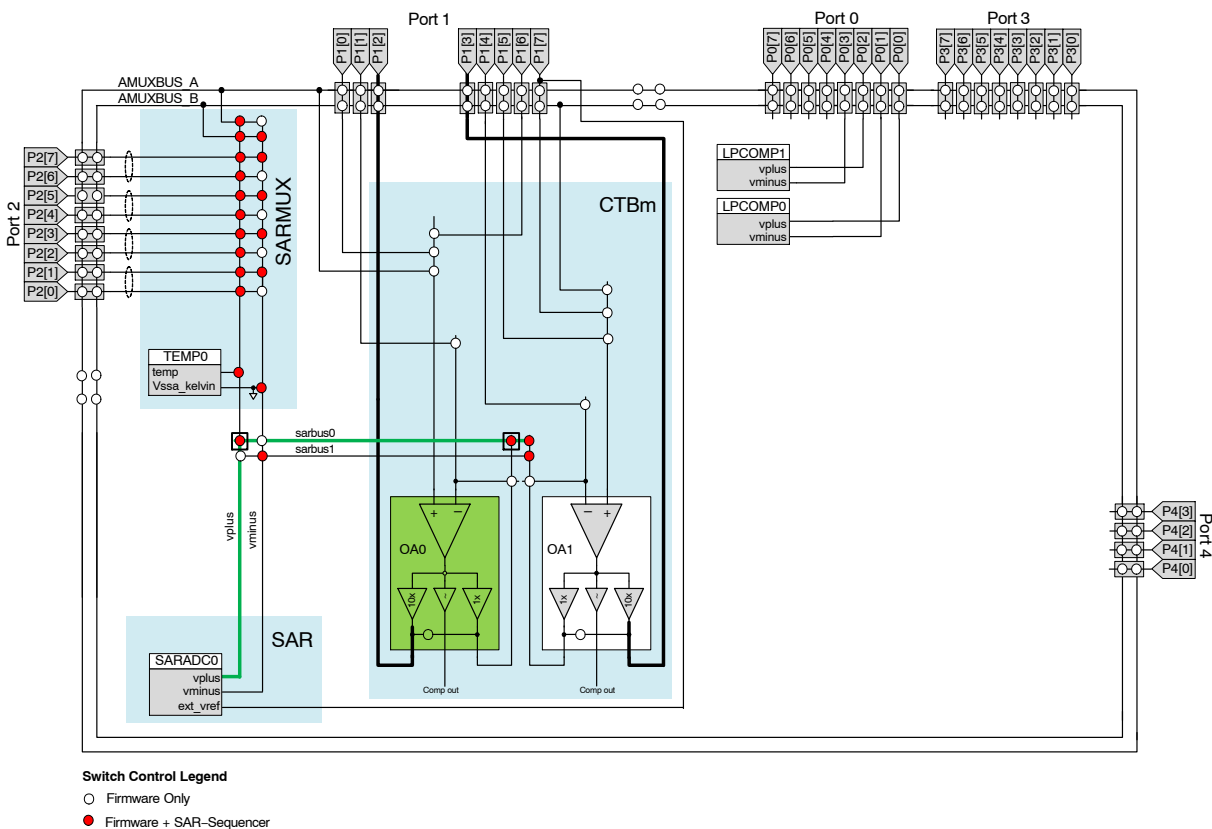 Port 1
Port 0
Port 3
P1[0]
P1[1]
P1[2]
P1[3]
P1[4]
P1[5]
P1[6]
P1[7]
P0[7]
P0[6]
P0[5]
P0[4]
P0[3]
P0[2]
P0[1]
P0[0]
P3[7]
P3[6]
P3[5]
P3[4]
P3[3]
P3[2]
P3[1]
P3[0]
AMUXBUS_A
AMUXBUS_B
Port 2
P2[7]
P2[6]
P2[5]
P2[4]
P2[3]
P2[2]
P2[1]
P2[0]
SARMUX
CTBm
LPCOMP1
vplus
vminus
LPCOMP0
vplus
vminus
TEMP0
temp
Vssa_kelvin
sarbus0
sarbus1
vplus
vminus
+
−
OA0
10x
~
1x
Comp out
−
+
OA1
1x
~
10x
Comp out
P4[3]
P4[2]
P4[1]
P4[0]
Port 4
SAR
SARADC0
vplus
vminus
ext_vref
Switch Control Legend
Firmware Only
Firmware + SAR−Sequencer